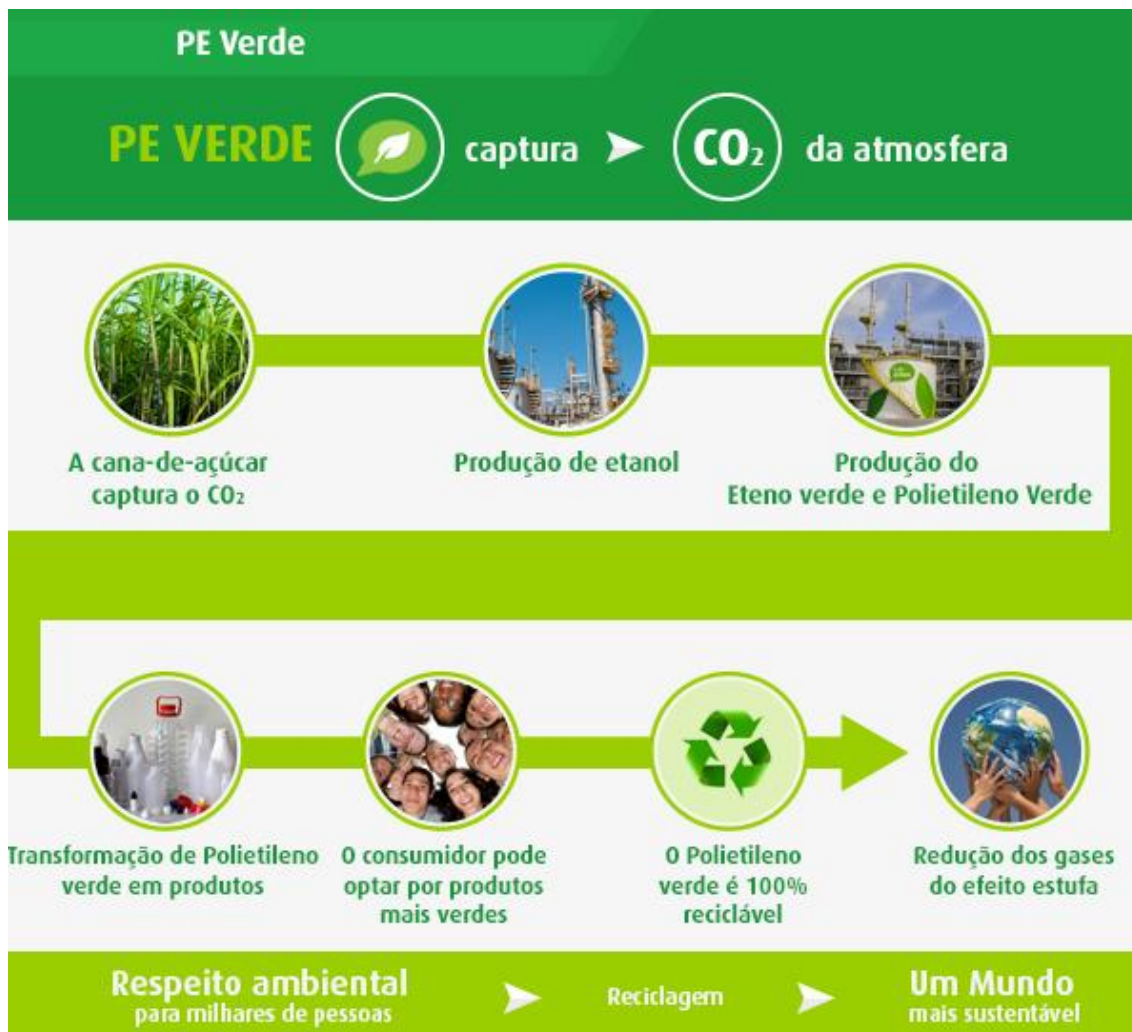 PE Verde
PE VERDE captura CO₂ da atmosfera
A cana-de-açúcar
captura o CO₂
Produção de etanol
Produção do
Eteno verde e Polietileno Verde
Transformação de Polietileno
verde em produtos
O consumidor pode
optar por produtos
mais verdes
O Polietileno
verde é 100%
reciclável
Redução dos gases
do efeito estufa
Respeito ambiental
para milhares de pessoas
Reciclagem
Um Mundo
mais sustentável